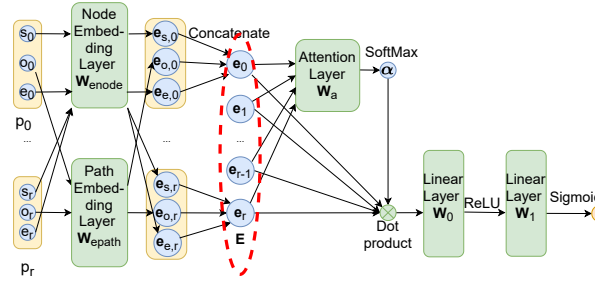 s0
o0
e0
p0
...
sr
or
er
pr
Node
Embed-
ding
Layer
Wenode
Path
Embed-
ding
Layer
Wepath
es,0
eo,0
ee,0
...
es,r
eo,r
ee,r
Concatenate
e0
e1
...
er-1
er
E
Attention
Layer
Wa
SoftMax
α
Dot
product
Linear
Layer
W0
ReLU
Linear
Layer
W1
Sigmoid